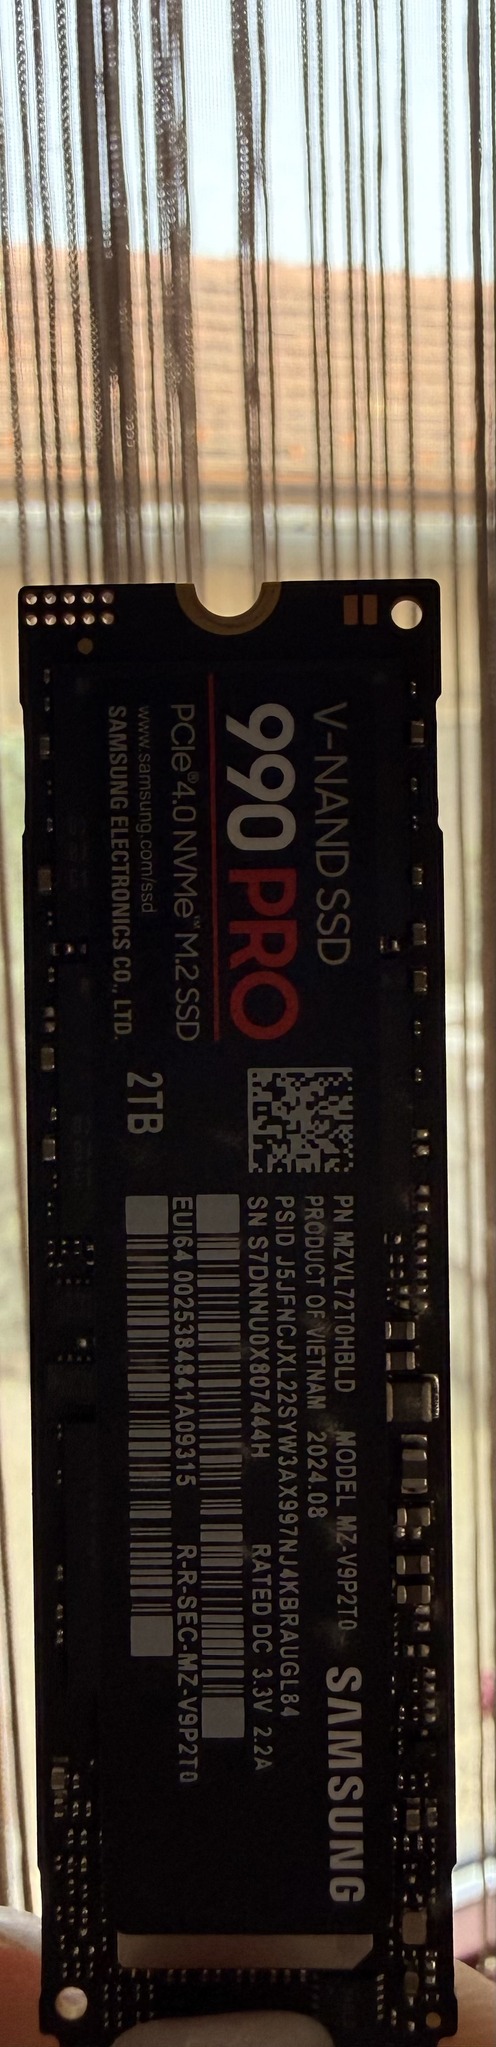 V-NAND SSD
990 PRO
PCIe®4.0 NVMe™ M.2 SSD
www.samsung.com/ssd
SAMSUNG ELECTRONICS CO., LTD.
2TB
SAMSUNG
PN MZVL72T0HBLD MODEL MZ-V9P2T0
PRODUCT OF VIETNAM 2024.08
PSID J5JFNCJXL22SYW3AX997NJ4KBRAUGL84
SN S7DNNU0X807444H RATED DC 3.3V 2.2A
EUI64 0025384841A09315 R-R-SEC-MZ-V9P2T0